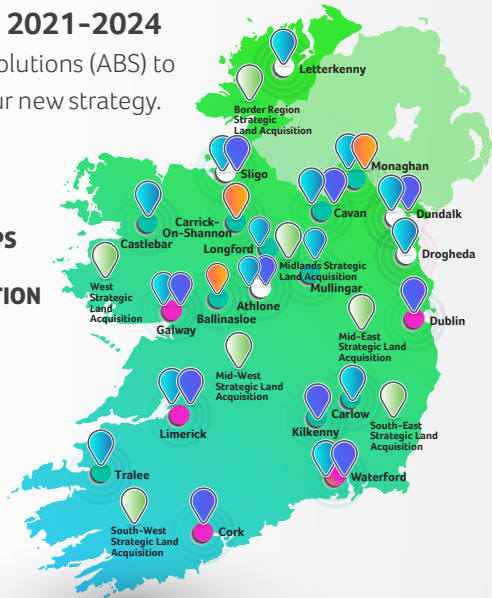 2021-2024
olutions (ABS) to
ur new strategy.
PS
TION
Letterkenny
Border Region
Strategic
Land Acquisition
Sligo
Monaghan
Cavan
Dundalk
Castlebar
Carrick-
On-Shannon
Longford
Drogheda
West
Strategic
Land
Acquisition
Midlands Strategic
Land Acquisition
Mullingar
Athlone
Ballinasloe
Galway
Dublin
Mid-East
Strategic Land
Acquisition
Mid-West
Strategic Land
Acquisition
Carlow
Kilkenny
South-East
Strategic Land
Acquisition
Limerick
Tralee
Waterford
South-West
Strategic Land
Acquisition
Cork